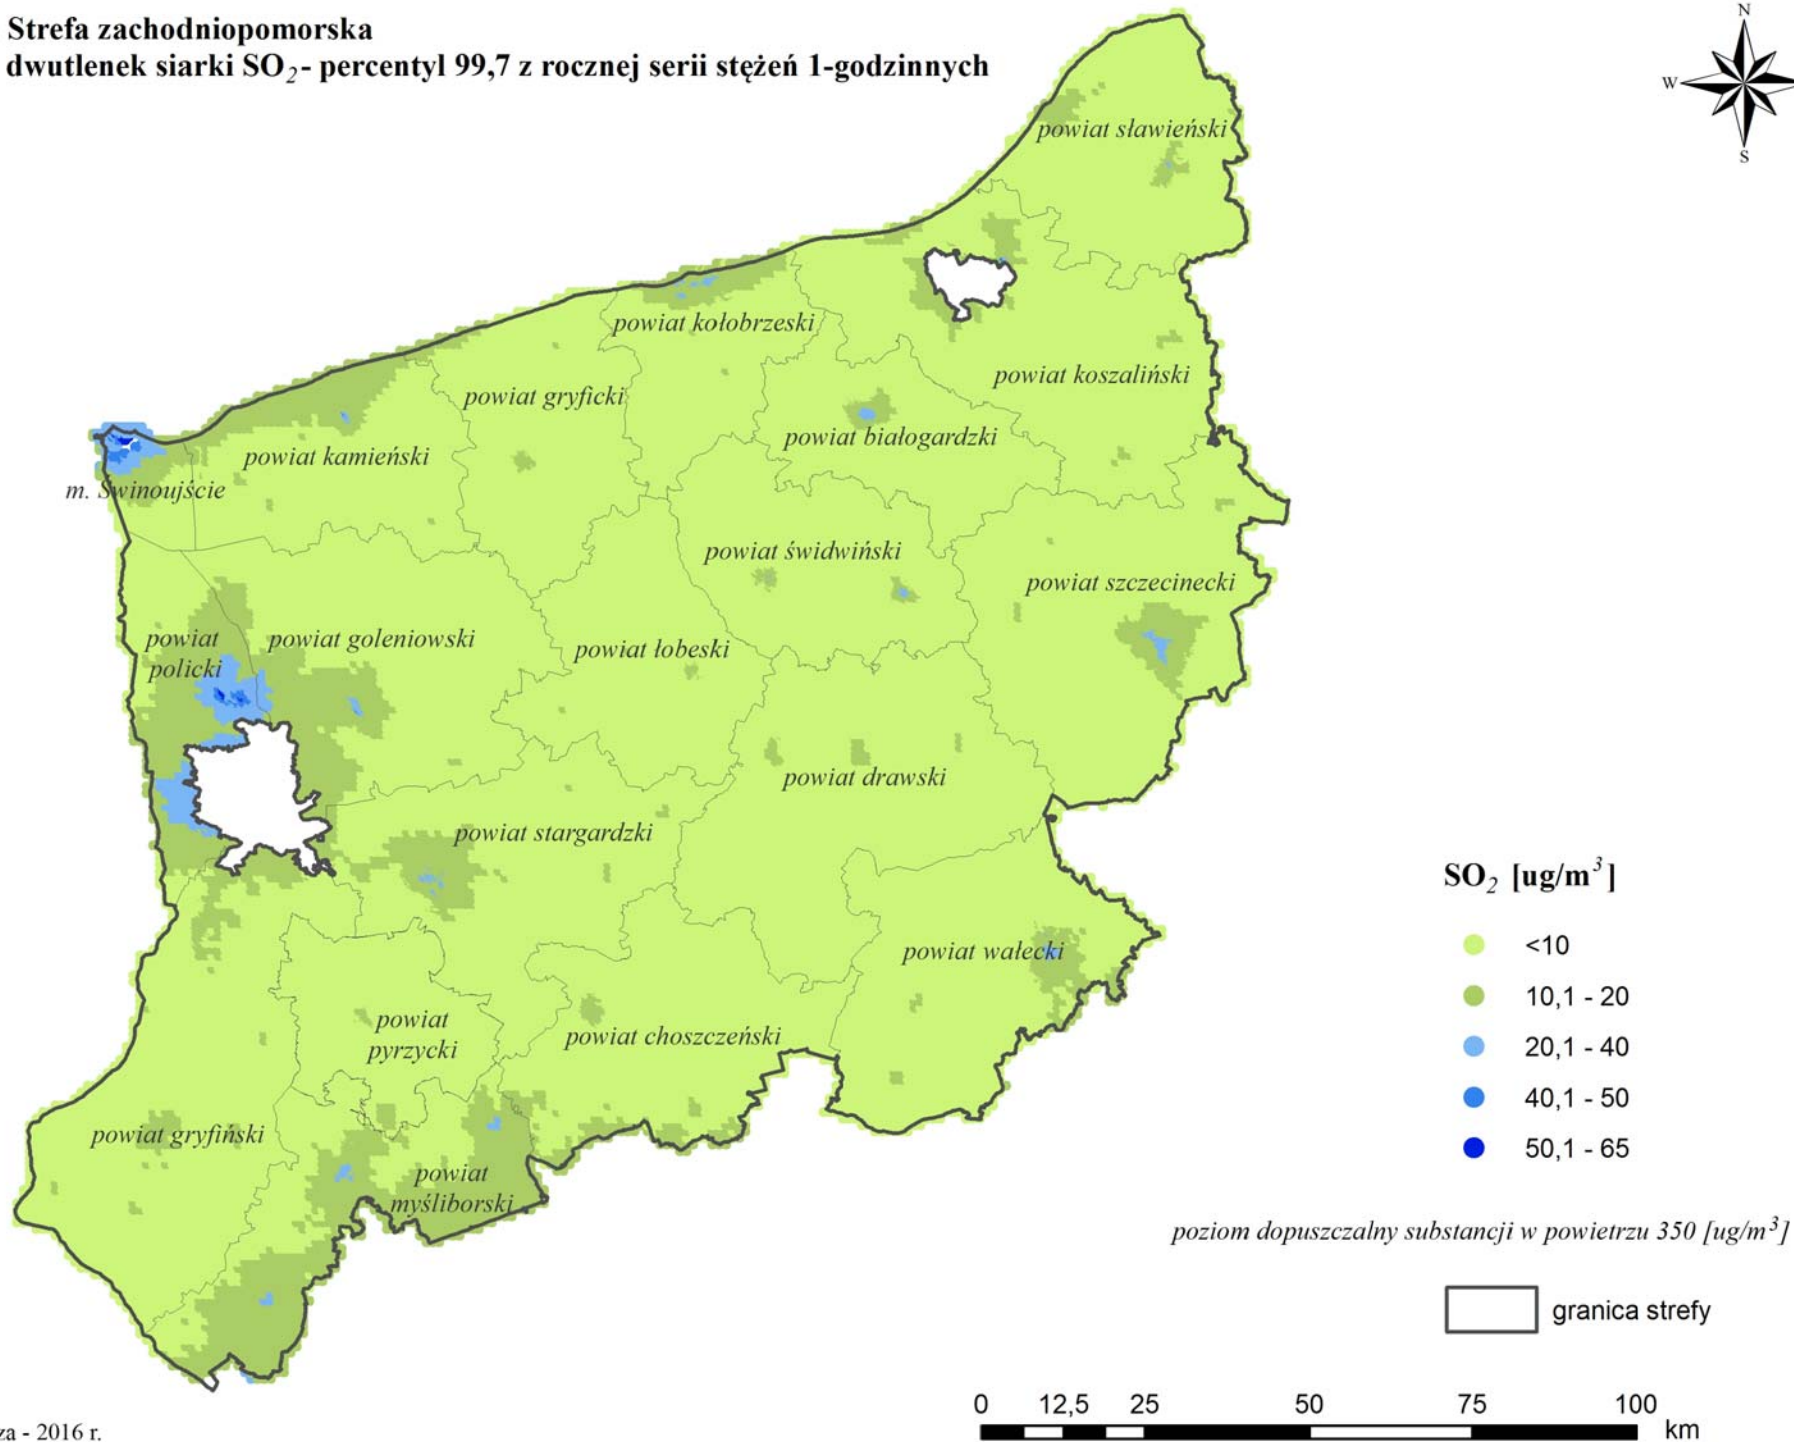 Strefa zachodniopomorska
dwutlenek siarki SO2 - percentyl 99,7 z rocznej serii stężeń 1-godzinnych
N
W
S
powiat sławieński
powiat kołobrzeski
powiat koszaliński
powiat gryficki
powiat białogardzki
powiat kamieński
m. Świnoujście
powiat świdwiński
powiat szczecinecki
powiat
policki
powiat goleniowski
powiat łobeski
powiat drawski
powiat stargardzki
powiat wałecki
powiat
pyrzycki
powiat choszczeński
powiat gryfiński
powiat
myśliborski
SO2 [ug/m3]
<10
10,1 - 20
20,1 - 40
40,1 - 50
50,1 - 65
poziom dopuszczalny substancji w powietrzu 350 [ug/m3]
granica strefy
0 12,5 25 50 75 100
km
- 2016 r.